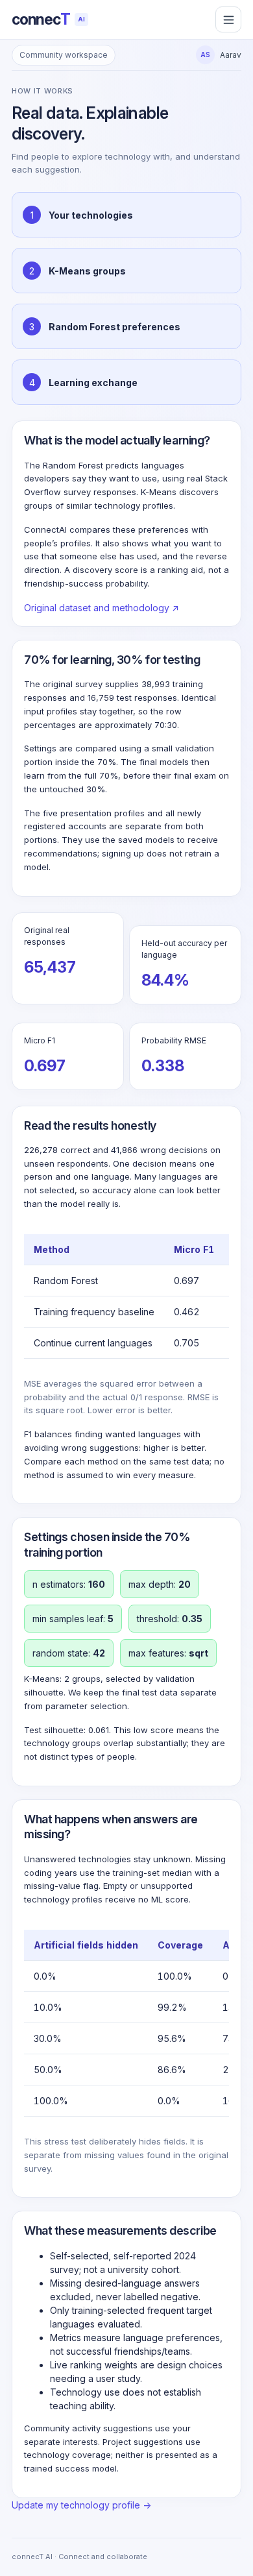 connecT AI
Community workspace
AS Aarav
HOW IT WORKS
Real data. Explainable
discovery.
Find people to explore technology with, and understand
each suggestion.
1 Your technologies
2 K-Means groups
3 Random Forest preferences
4 Learning exchange
What is the model actually learning?
The Random Forest predicts languages
developers say they want to use, using real Stack
Overflow survey responses. K-Means discovers
groups of similar technology profiles.
ConnectAI compares these preferences with
people’s profiles. It also shows what you want to
use that someone else has used, and the reverse
direction. A discovery score is a ranking aid, not a
friendship-success probability.
Original dataset and methodology ↗
70% for learning, 30% for testing
The original survey supplies 38,993 training
responses and 16,759 test responses. Identical
input profiles stay together, so the row
percentages are approximately 70:30.
Settings are compared using a small validation
portion inside the 70%. The final models then
learn from the full 70%, before their final exam on
the untouched 30%.
The five presentation profiles and all newly
registered accounts are separate from both
portions. They use the saved models to receive
recommendations; signing up does not retrain a
model.
Original real
responses
65,437
Held-out accuracy per
language
84.4%
Micro F1
0.697
Probability RMSE
0.338
Read the results honestly
226,278 correct and 41,866 wrong decisions on
unseen respondents. One decision means one
person and one language. Many languages are
not selected, so accuracy alone can look better
than the model really is.
Method Micro F1
Random Forest 0.697
Training frequency baseline 0.462
Continue current languages 0.705
MSE averages the squared error between a
probability and the actual 0/1 response. RMSE is
its square root. Lower error is better.
F1 balances finding wanted languages with
avoiding wrong suggestions: higher is better.
Compare each method on the same test data; no
method is assumed to win every measure.
Settings chosen inside the 70%
training portion
n estimators: 160
max depth: 20
min samples leaf: 5
threshold: 0.35
random state: 42
max features: sqrt
K-Means: 2 groups, selected by validation
silhouette. We keep the final test data separate
from parameter selection.
Test silhouette: 0.061. This low score means the
technology groups overlap substantially; they are
not distinct types of people.
What happens when answers are
missing?
Unanswered technologies stay unknown. Missing
coding years use the training-set median with a
missing-value flag. Empty or unsupported
technology profiles receive no ML score.
Artificial fields hidden Coverage A
0.0% 100.0% 0
10.0% 99.2% 1
30.0% 95.6% 7
50.0% 86.6% 2
100.0% 0.0% 1
This stress test deliberately hides fields. It is
separate from missing values found in the original
survey.
What these measurements describe
• Self-selected, self-reported 2024
survey; not a university cohort.
• Missing desired-language answers
excluded, never labelled negative.
• Only training-selected frequent target
languages evaluated.
• Metrics measure language preferences,
not successful friendships/teams.
• Live ranking weights are design choices
needing a user study.
• Technology use does not establish
teaching ability.
Community activity suggestions use your
separate interests. Project suggestions use
technology coverage; neither is presented as a
trained success model.
Update my technology profile →
connecT AI · Connect and collaborate